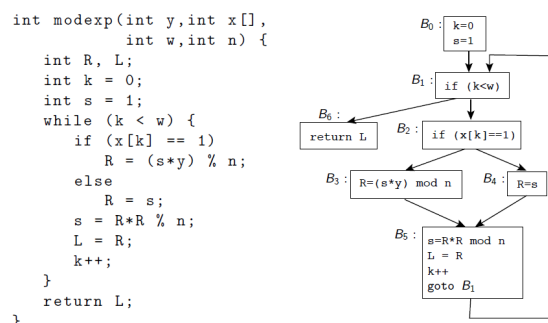 int modexp(int y,int x[],
int w,int n) {
int R, L;
int k = 0;
int s = 1;
while (k < w) {
if (x[k] == 1)
R = (s*y) % n;
else
R = s;
s = R*R % n;
L = R;
k++;
}
return L;
}
B0 : k=0
s=1
B1 : if (k<w)
B6 :
return L
B2 : if (x[k]==1)
B3 : R=(s*y) mod n
B4 : R=s
B5 : s=R*R mod n
L = R
k++
goto B1